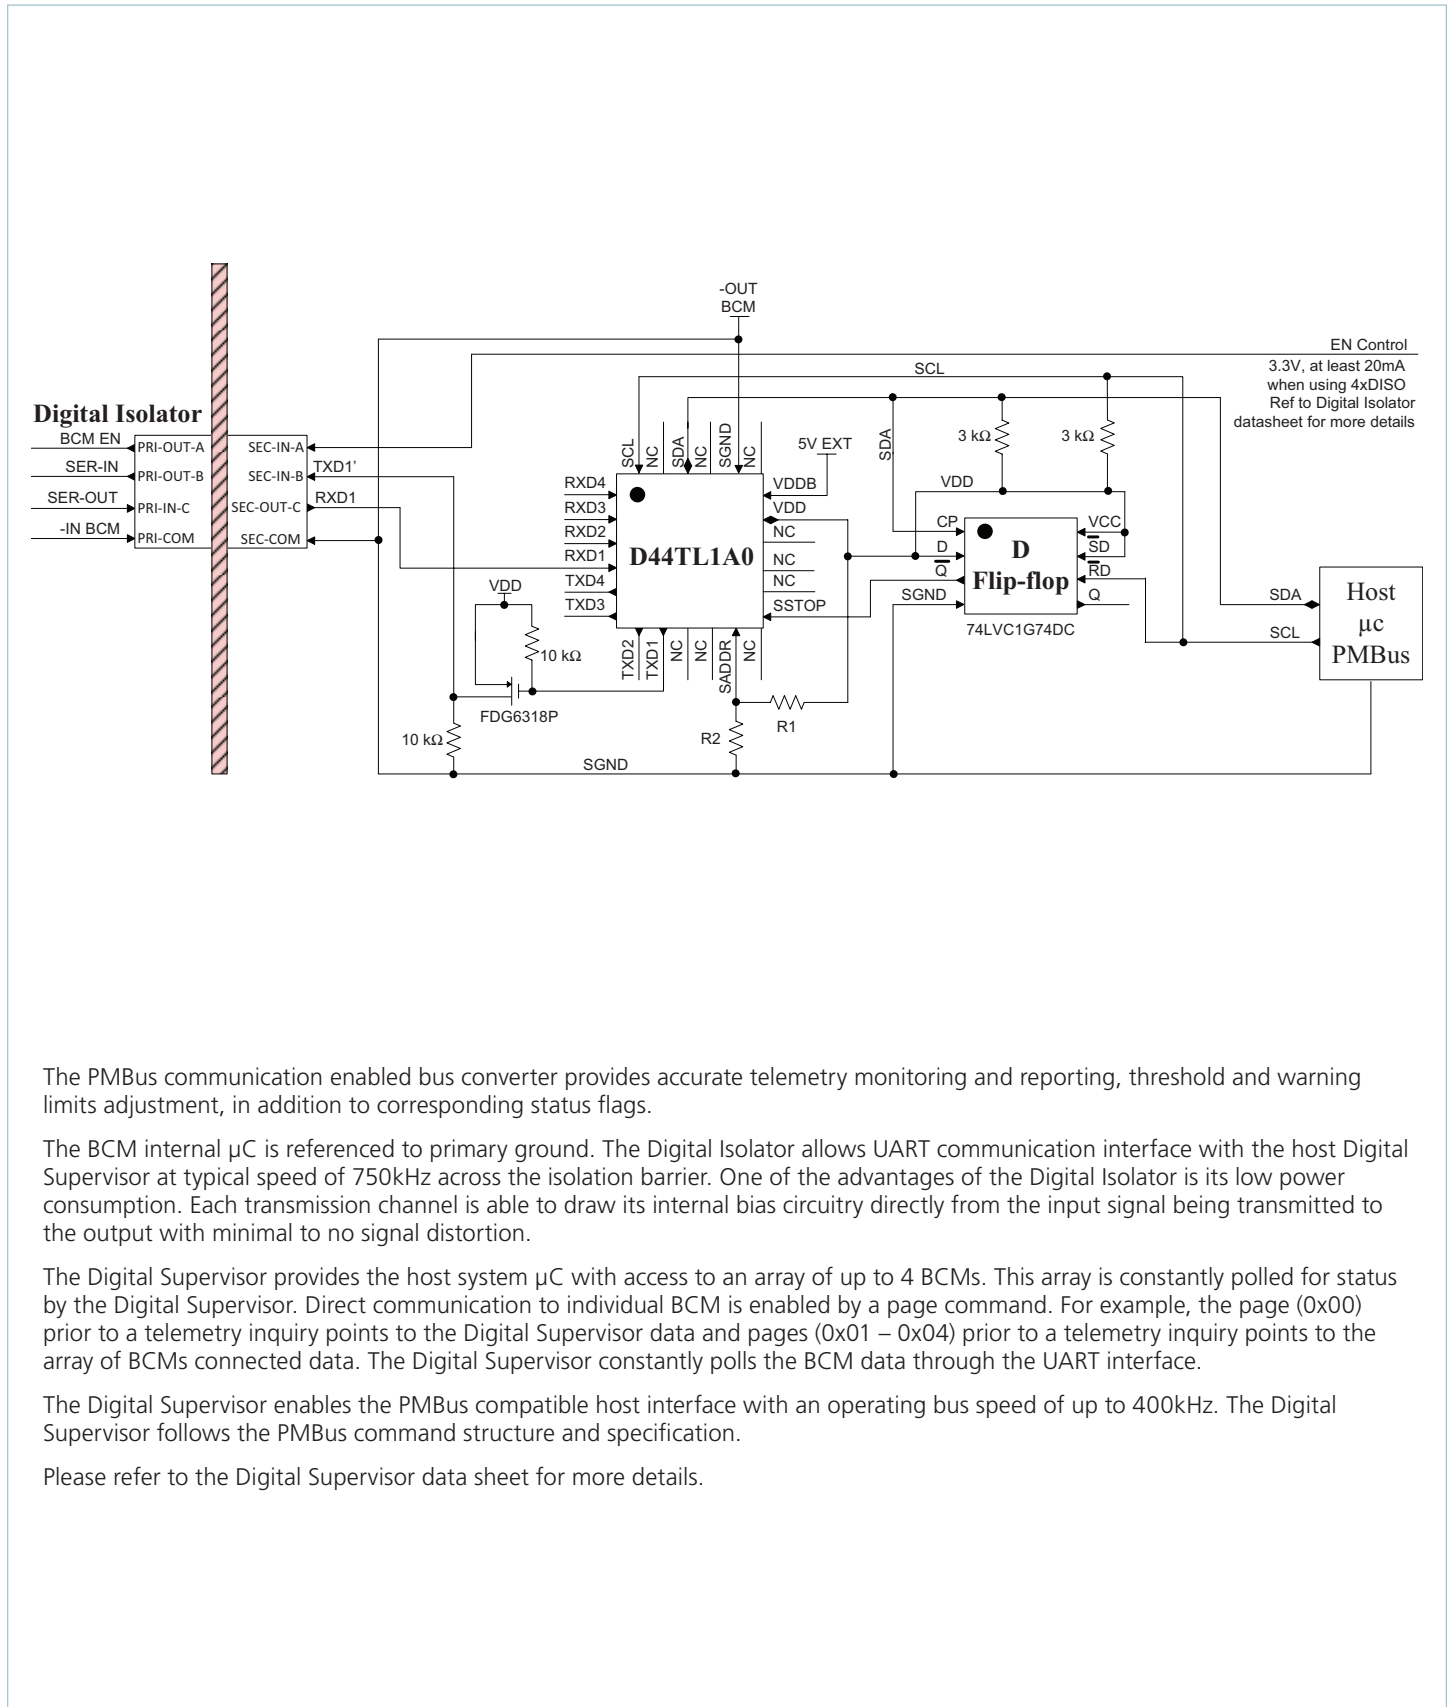 -OUT
BCM
EN Control
3.3V, at least 20mA
when using 4xDISO
Ref to Digital Isolator
datasheet for more details
SCL
Digital Isolator
BCM EN
PRI-OUT-A
SEC-IN-A
SER-IN
PRI-OUT-B
SEC-IN-B
TXD1’
SER-OUT
PRI-IN-C
SEC-OUT-C
RXD1
-IN BCM
PRI-COM
SEC-COM
SCL
NC
SDA
NC
SGND
NC
5V EXT
SDA
3 kΩ
3 kΩ
VDD
RXD4
RXD3
RXD2
RXD1
TXD4
TXD3
D44TL1A0
VDDB
VDD
NC
NC
NC
SSTOP
TXD2
TXD1
NC
NC
SADDR
NC
CP
D
Q
SGND
D
Flip-flop
VCC
SD
RD
Q
74LVC1G74DC
SDA
SCL
Host
µc
PMBus
VDD
10 kΩ
FDG6318P
10 kΩ
R1
R2
SGND
The PMBus communication enabled bus converter provides accurate telemetry monitoring and reporting, threshold and warning
limits adjustment, in addition to corresponding status flags.
The BCM internal µC is referenced to primary ground. The Digital Isolator allows UART communication interface with the host Digital
Supervisor at typical speed of 750kHz across the isolation barrier. One of the advantages of the Digital Isolator is its low power
consumption. Each transmission channel is able to draw its internal bias circuitry directly from the input signal being transmitted to
the output with minimal to no signal distortion.
The Digital Supervisor provides the host system µC with access to an array of up to 4 BCMs. This array is constantly polled for status
by the Digital Supervisor. Direct communication to individual BCM is enabled by a page command. For example, the page (0x00)
prior to a telemetry inquiry points to the Digital Supervisor data and pages (0x01 – 0x04) prior to a telemetry inquiry points to the
array of BCMs connected data. The Digital Supervisor constantly polls the BCM data through the UART interface.
The Digital Supervisor enables the PMBus compatible host interface with an operating bus speed of up to 400kHz. The Digital
Supervisor follows the PMBus command structure and specification.
Please refer to the Digital Supervisor data sheet for more details.